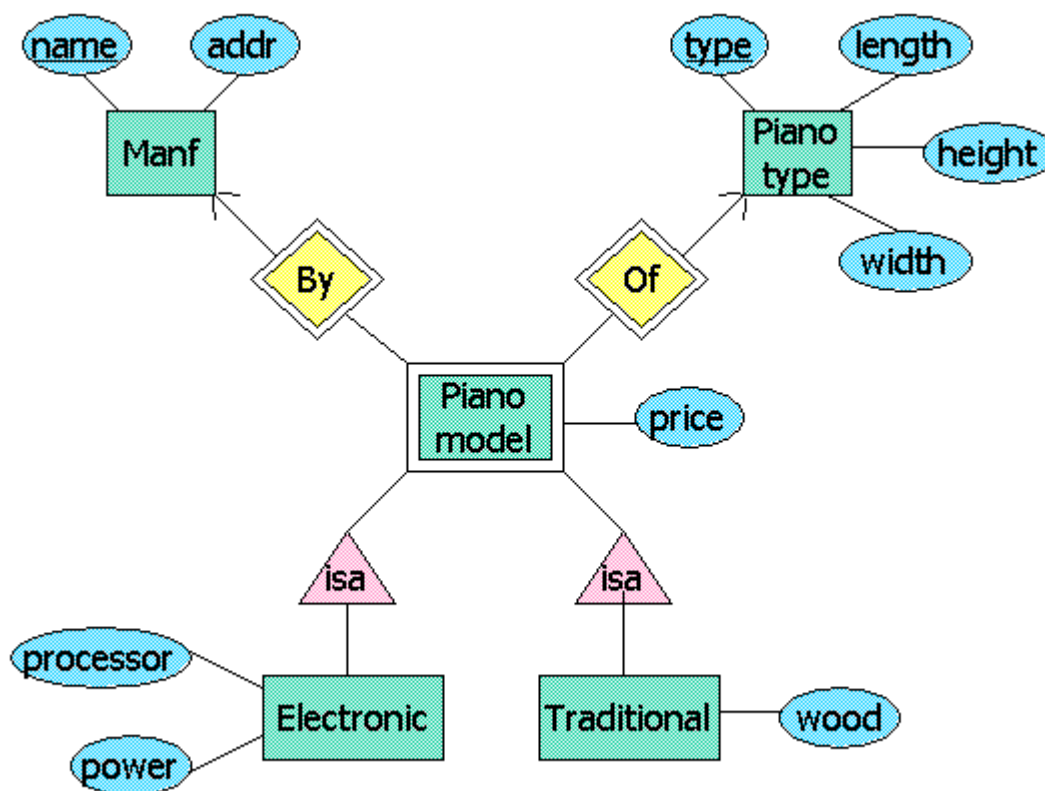 name
addr
type
length
Manf
Piano
type
height
width
By
Of
Piano
model
price
isa
isa
processor
Electronic
Traditional
wood
power